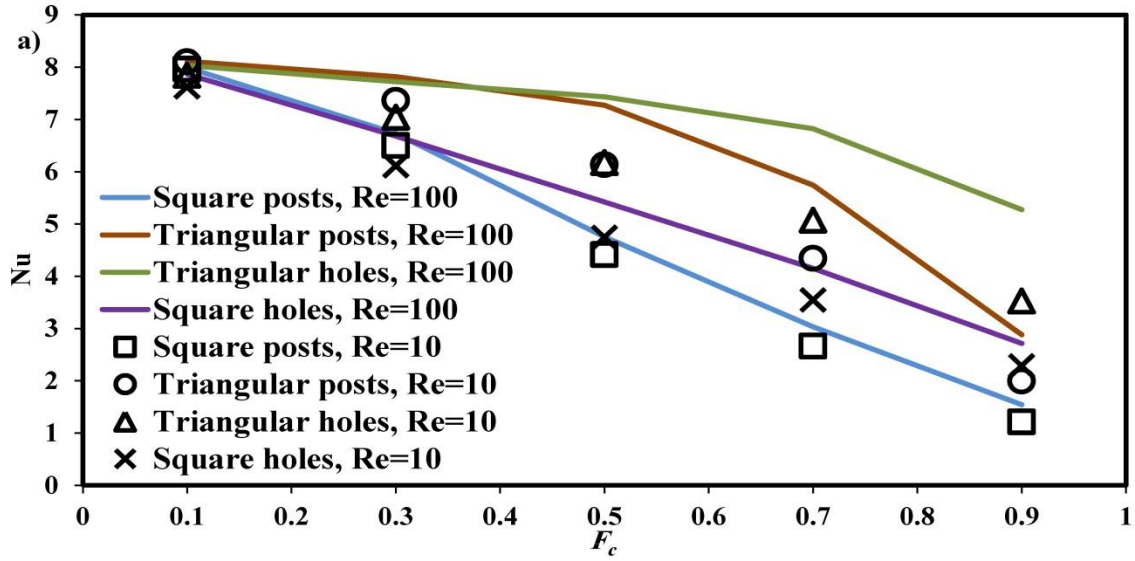 a)
Nu
9
8
7
6
5
4
3
2
1
0
Square posts, Re=100
Triangular posts, Re=100
Triangular holes, Re=100
Square holes, Re=100
Square posts, Re=10
Triangular posts, Re=10
Triangular holes, Re=10
Square holes, Re=10
0 0.1 0.2 0.3 0.4 0.5 0.6 0.7 0.8 0.9 1
Fc